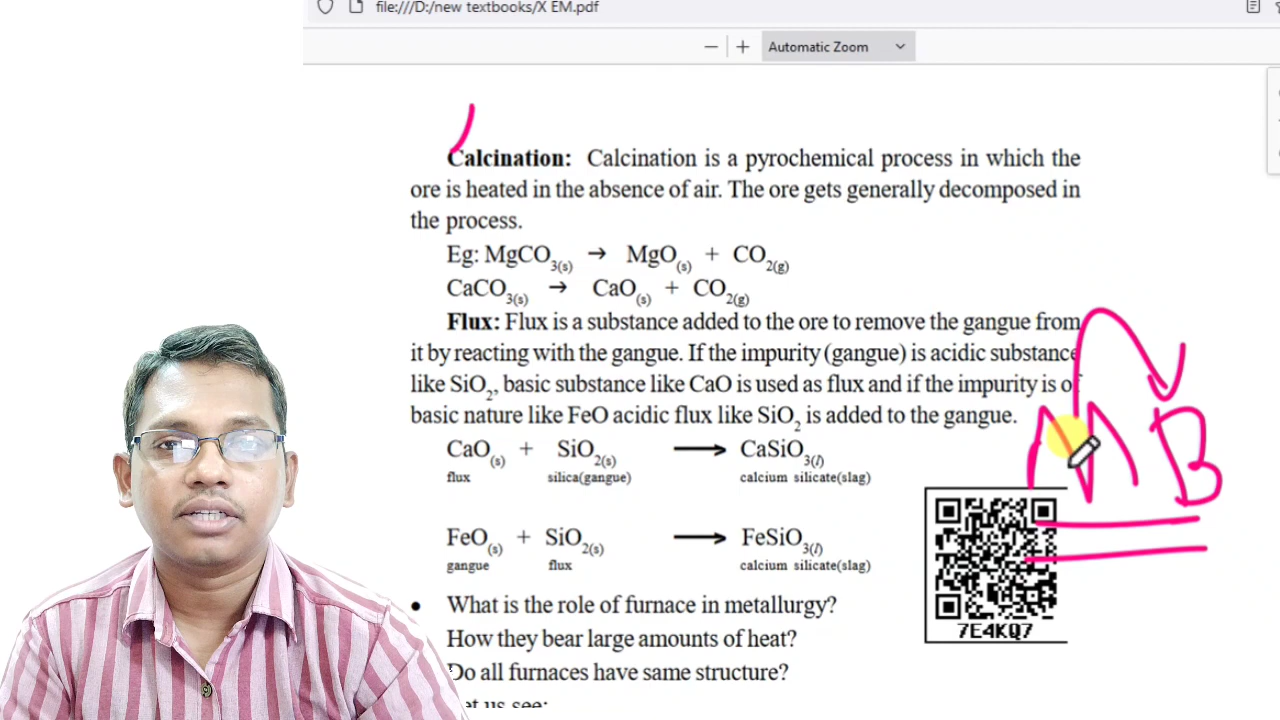 file:///D:/new textbooks/X EM.pdf
Automatic Zoom
Calcination: Calcination is a pyrochemical process in which the
ore is heated in the absence of air. The ore gets generally decomposed in
the process.
Eg: MgCO3(s) → MgO(s) + CO2(g)
CaCO3(s) → CaO(s) + CO2(g)
Flux: Flux is a substance added to the ore to remove the gangue from
it by reacting with the gangue. If the impurity (gangue) is acidic substance
like SiO2, basic substance like CaO is used as flux and if the impurity is of
basic nature like FeO acidic flux like SiO2 is added to the gangue.
CaO(s) + SiO2(s) ⟶ CaSiO3(l)
flux silica(gangue) calcium silicate(slag)
FeO(s) + SiO2(s) ⟶ FeSiO3(l)
gangue flux calcium silicate(slag)
7E4KQ7
• What is the role of furnace in metallurgy?
How they bear large amounts of heat?
Do all furnaces have same structure?
et us see: